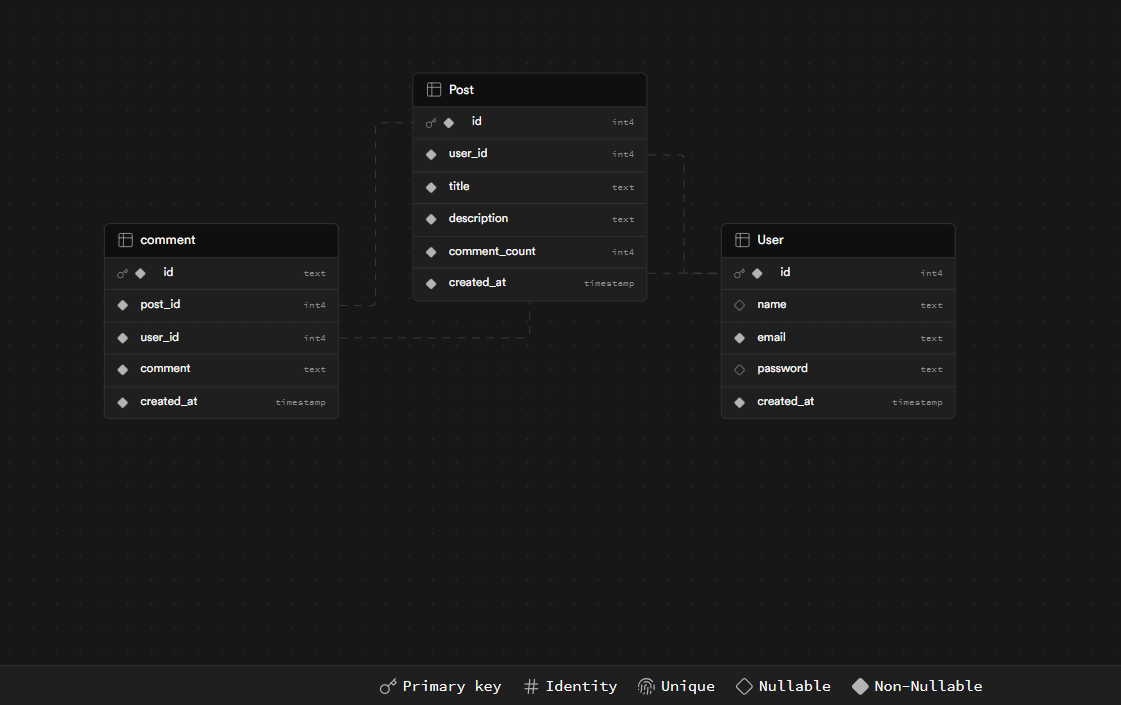 Post
id int4
user_id int4
title text
description text
comment_count int4
created_at timestamp
comment
id text
post_id int4
user_id int4
comment text
created_at timestamp
User
id int4
name text
email text
password text
created_at timestamp
Primary key # Identity Unique Nullable Non-Nullable